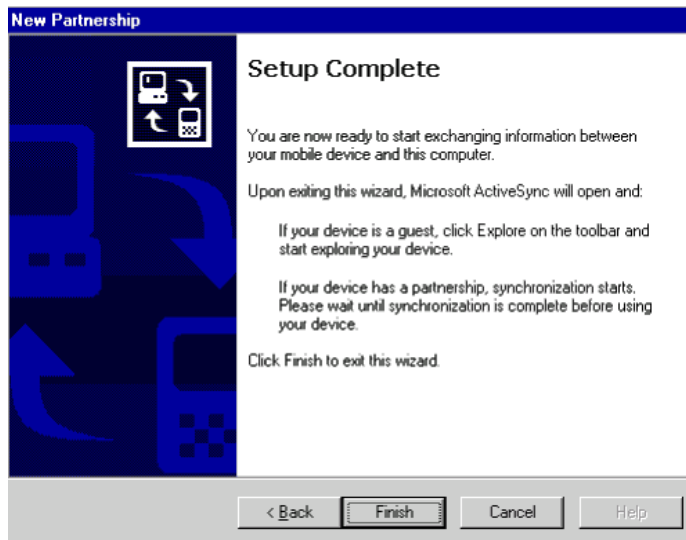 New Partnership
Setup Complete
You are now ready to start exchanging information between
your mobile device and this computer.
Upon exiting this wizard, Microsoft ActiveSync will open and:
If your device is a guest, click Explore on the toolbar and
start exploring your device.
If your device has a partnership, synchronization starts.
Please wait until synchronization is complete before using
your device.
Click Finish to exit this wizard.
< Back Finish Cancel Help